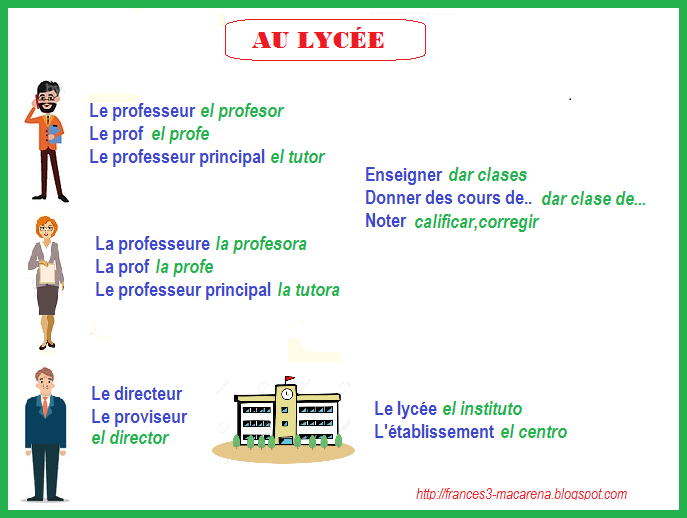 AU LYCÉE
Le professeur el profesor
Le prof el profe
Le professeur principal el tutor
Enseigner dar clases
Donner des cours de.. dar clase de...
Noter calificar,corregir
La professeure la profesora
La prof la profe
Le professeur principal la tutora
Le directeur
Le proviseur
el director
Le lycée el instituto
L'établissement el centro
http://frances3-macarena.blogspot.com